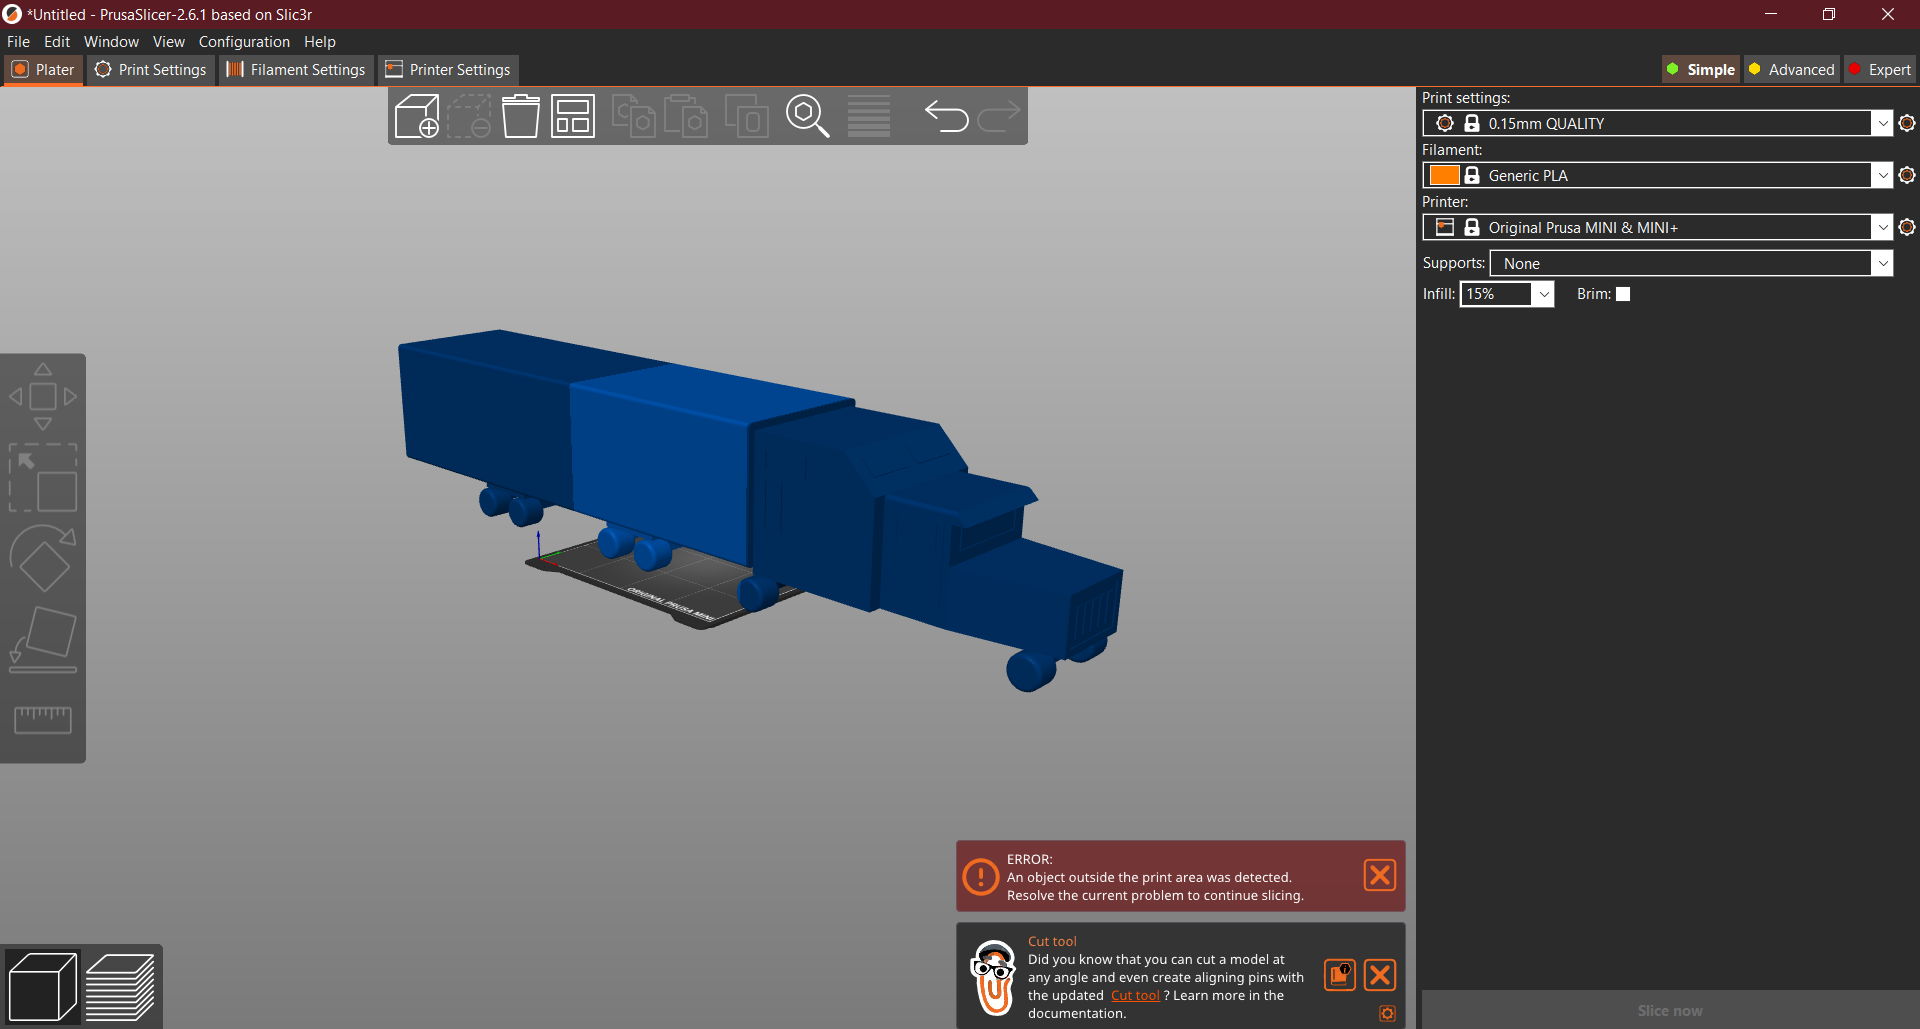 *Untitled - PrusaSlicer-2.6.1 based on Slic3r
File Edit Window View Configuration Help
Plater Print Settings Filament Settings Printer Settings Simple Advanced Expert
Print settings:
0.15mm QUALITY
Filament:
Generic PLA
Printer:
Original Prusa MINI & MINI+
Supports: None
Infill: 15% Brim:
ORIGINAL PRUSA MINI
ERROR:
An object outside the print area was detected.
Resolve the current problem to continue slicing.
Cut tool
Did you know that you can cut a model at
any angle and even create aligning pins with
the updated Cut tool ? Learn more in the
documentation.
Slice now